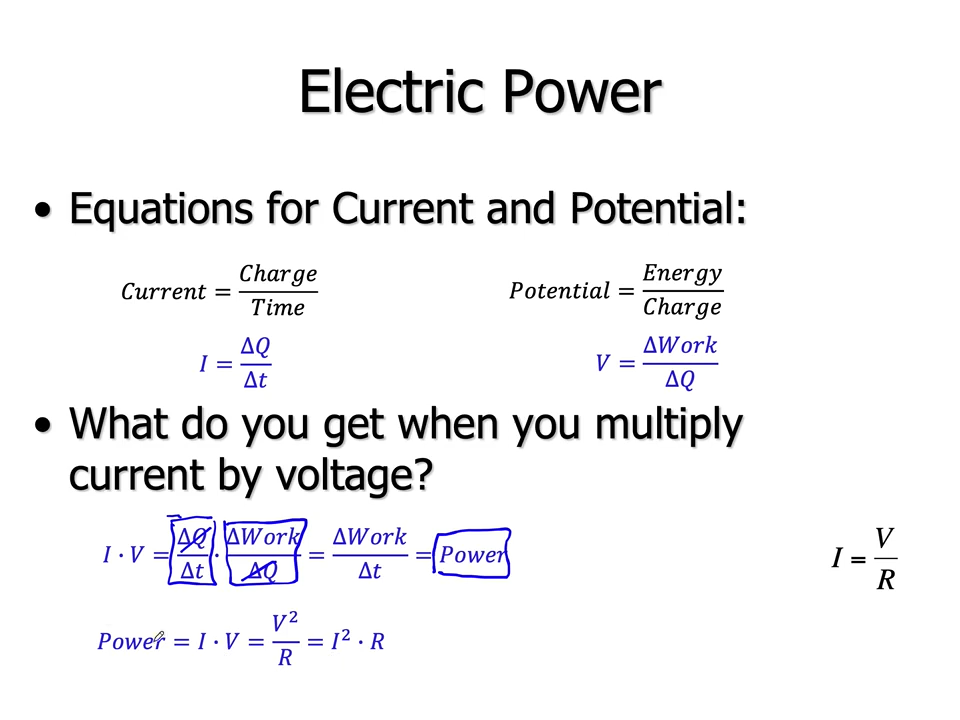 Electric Power
• Equations for Current and Potential:
Current = Charge / Time    Potential = Energy / Charge
I = ΔQ / Δt    V = ΔWork / ΔQ
• What do you get when you multiply
current by voltage?
I · V = ΔQ / Δt · ΔWork / ΔQ = ΔWork / Δt = Power    I = V / R
Power = I · V = V² / R = I² · R